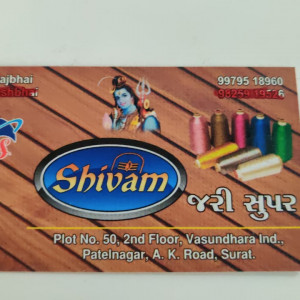 ajbhai 99795 18960
Shivam
જરી સુપર
Plot No. 50, 2nd Floor, Vasundhara Ind.,
Patelnagar, A. K. Road, Surat.